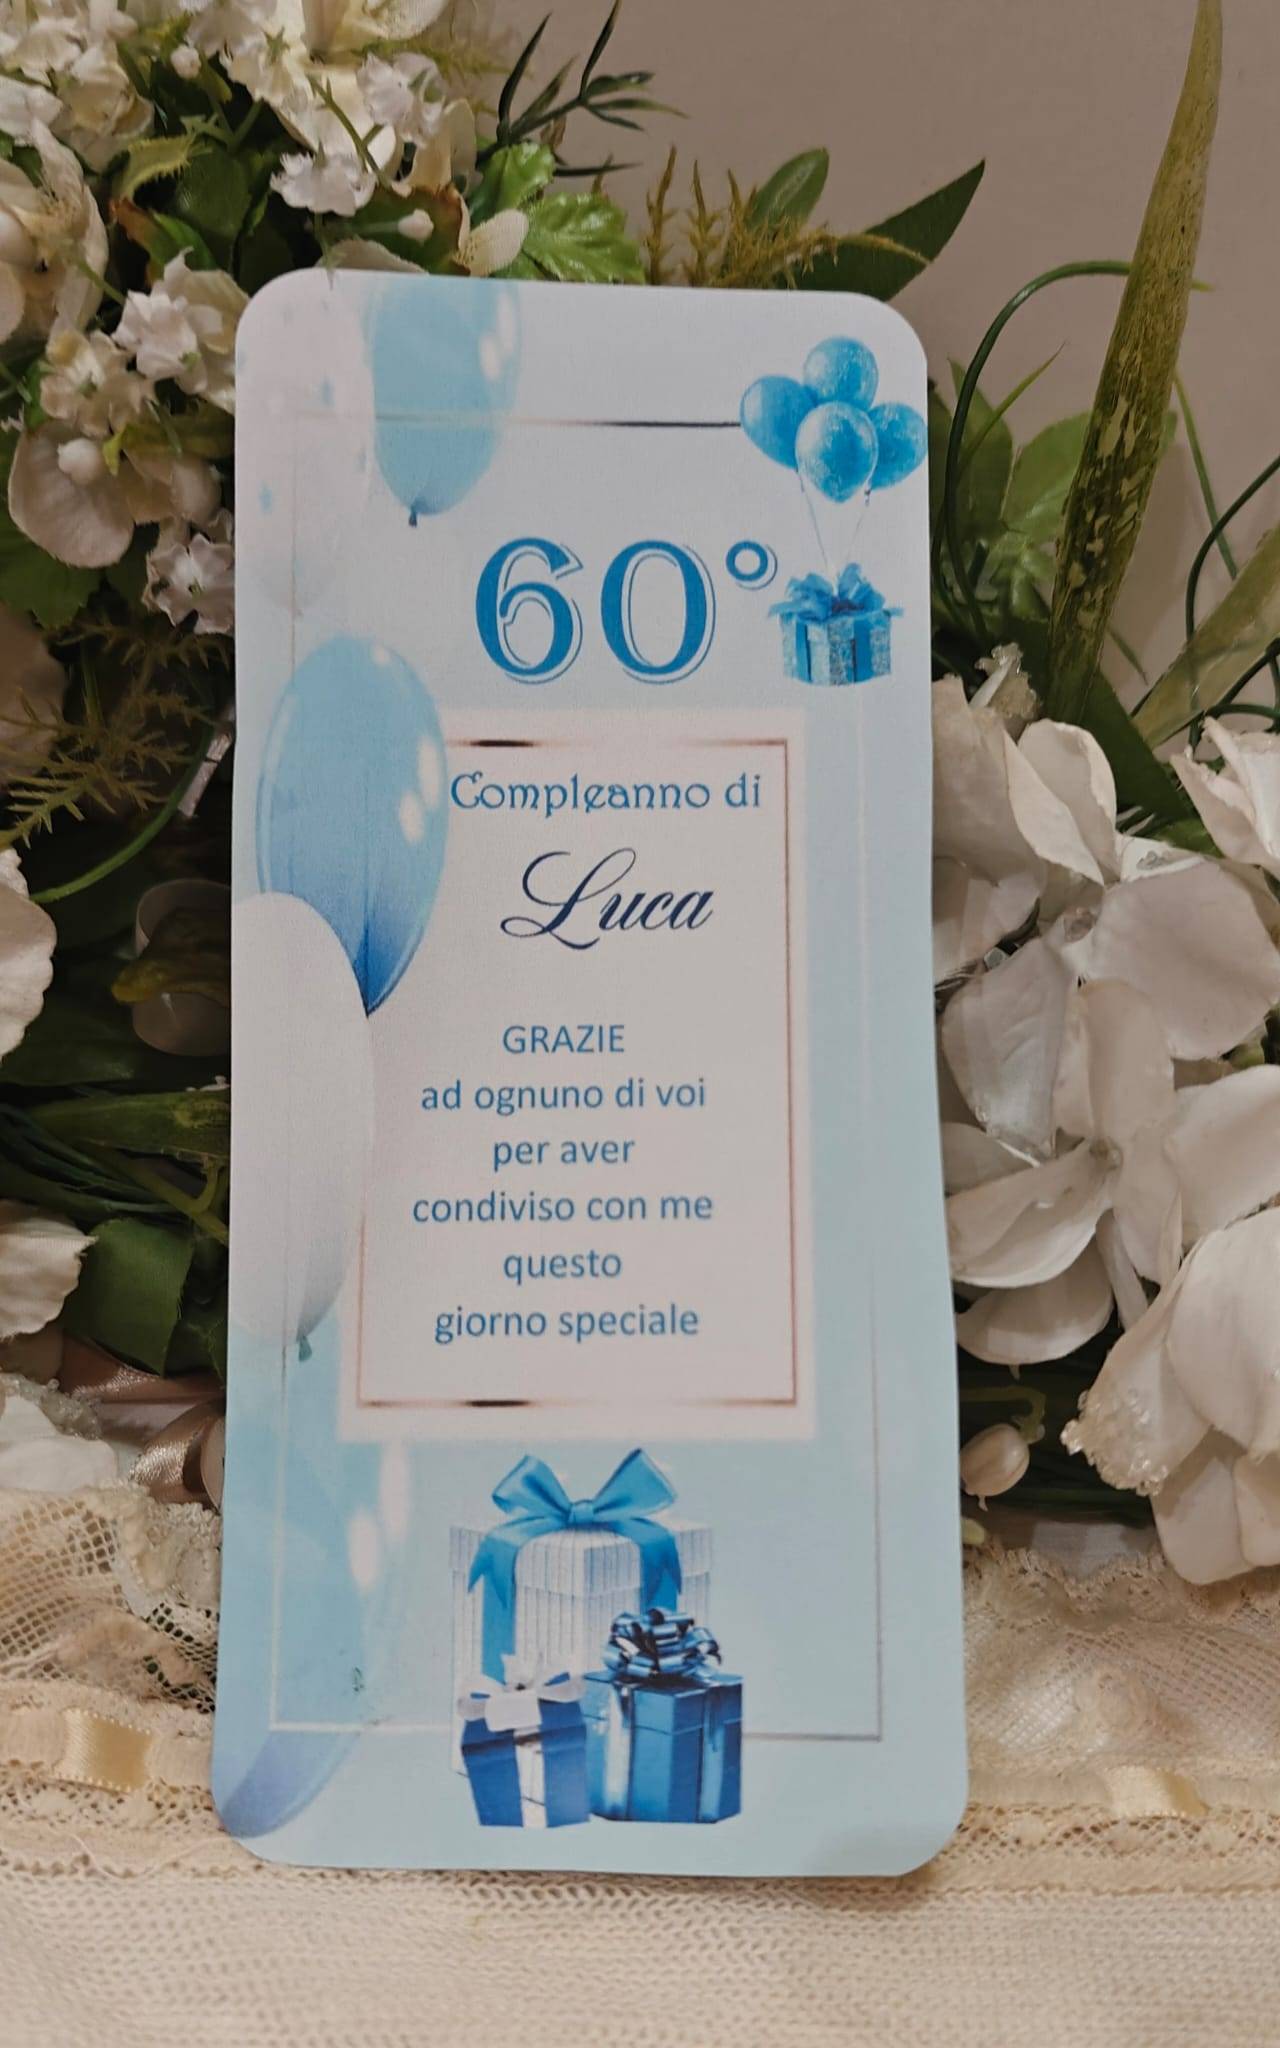 60°
Compleanno di
Luca
GRAZIE
ad ognuno di voi
per aver
condiviso con me
questo
giorno speciale